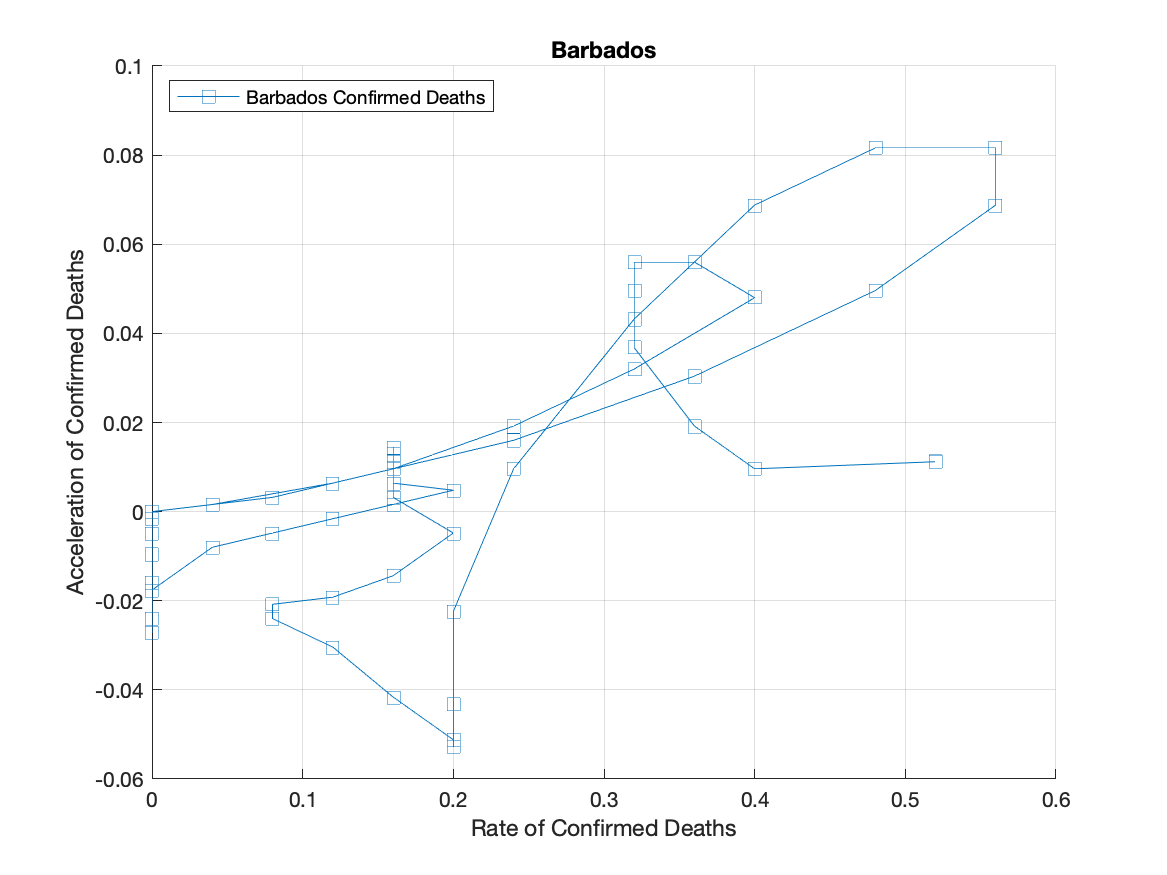 Barbados
Barbados Confirmed Deaths
0.1
0.08
0.06
0.04
0.02
0
-0.02
-0.04
-0.06
Acceleration of Confirmed Deaths
0 0.1 0.2 0.3 0.4 0.5 0.6
Rate of Confirmed Deaths